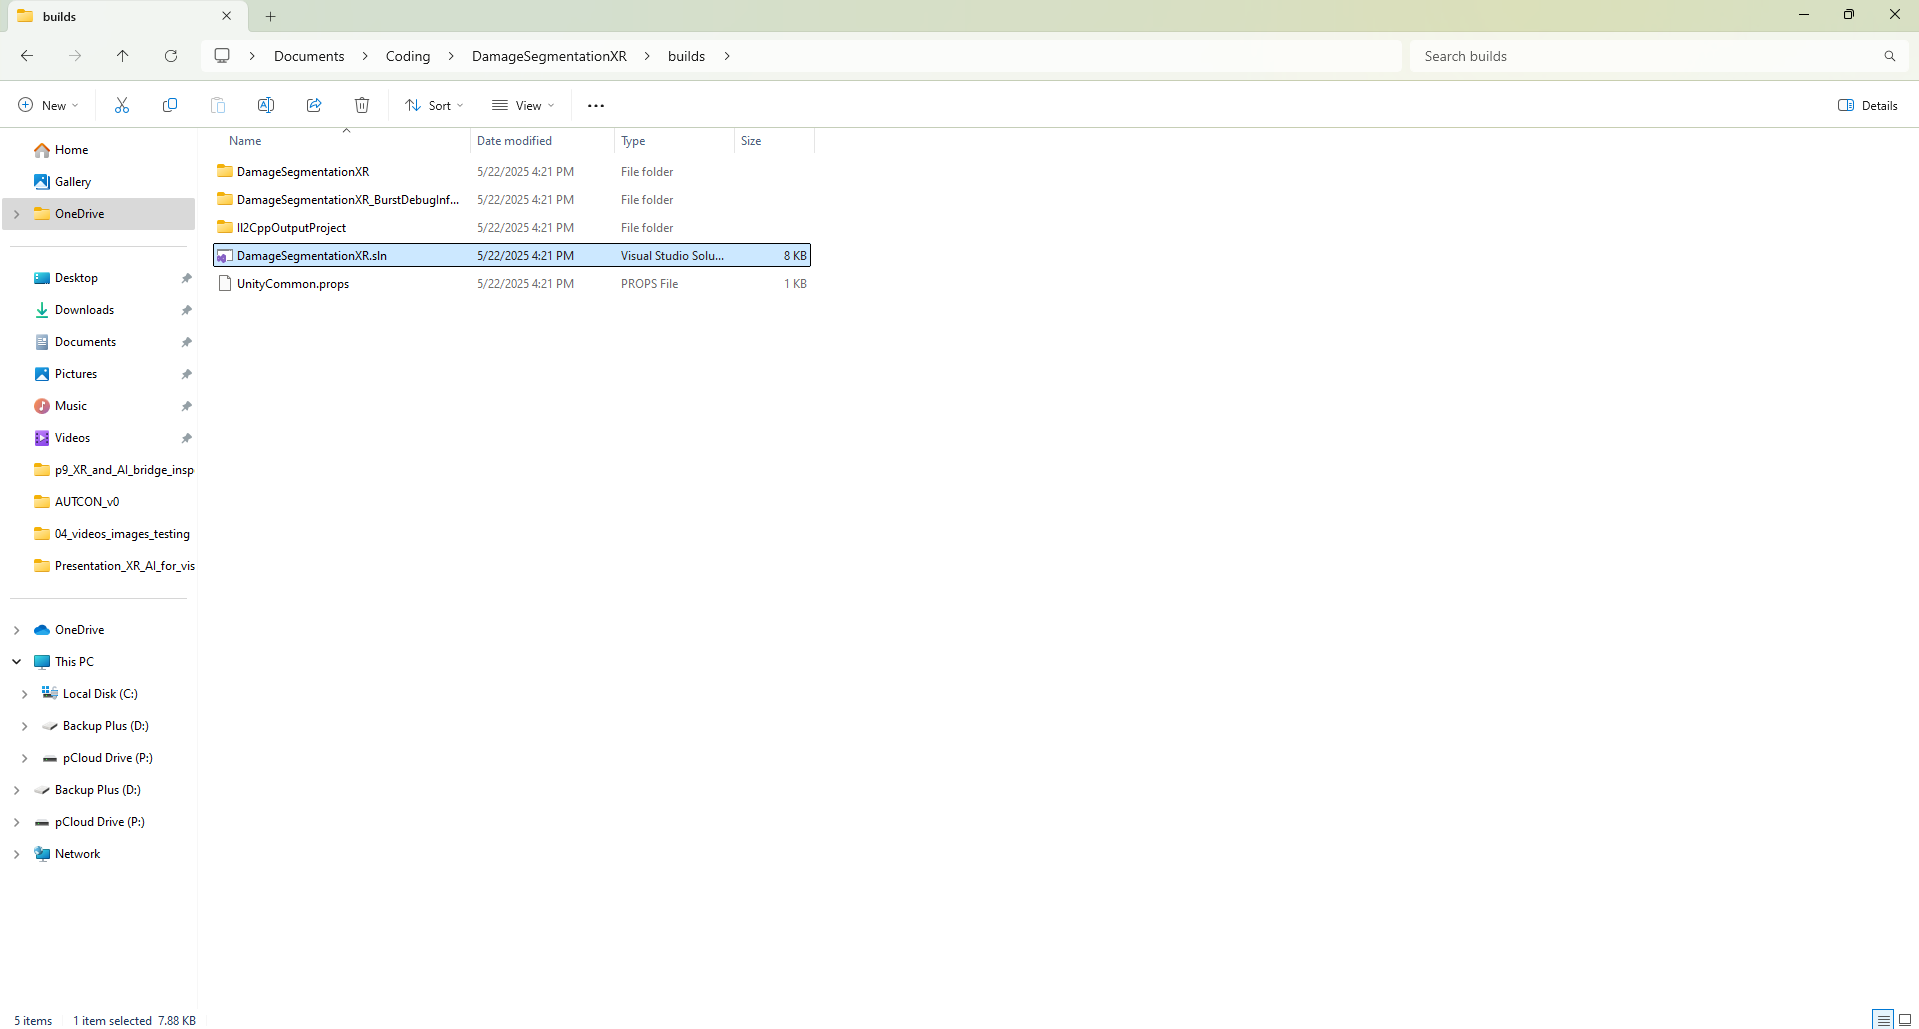 builds
Documents > Coding > DamageSegmentationXR > builds >
Search builds
New
Sort
View
Details
Name Date modified Type Size
DamageSegmentationXR 5/22/2025 4:21 PM File folder
DamageSegmentationXR_BurstDebugInf... 5/22/2025 4:21 PM File folder
Il2CppOutputProject 5/22/2025 4:21 PM File folder
DamageSegmentationXR.sln 5/22/2025 4:21 PM Visual Studio Solu... 8 KB
UnityCommon.props 5/22/2025 4:21 PM PROPS File 1 KB
Home
Gallery
OneDrive
Desktop
Downloads
Documents
Pictures
Music
Videos
p9_XR_and_AI_bridge_insp
AUTCON_v0
04_videos_images_testing
Presentation_XR_AI_for_vis
OneDrive
This PC
Local Disk (C:)
Backup Plus (D:)
pCloud Drive (P:)
Backup Plus (D:)
pCloud Drive (P:)
Network
5 items 1 item selected 7.88 KB